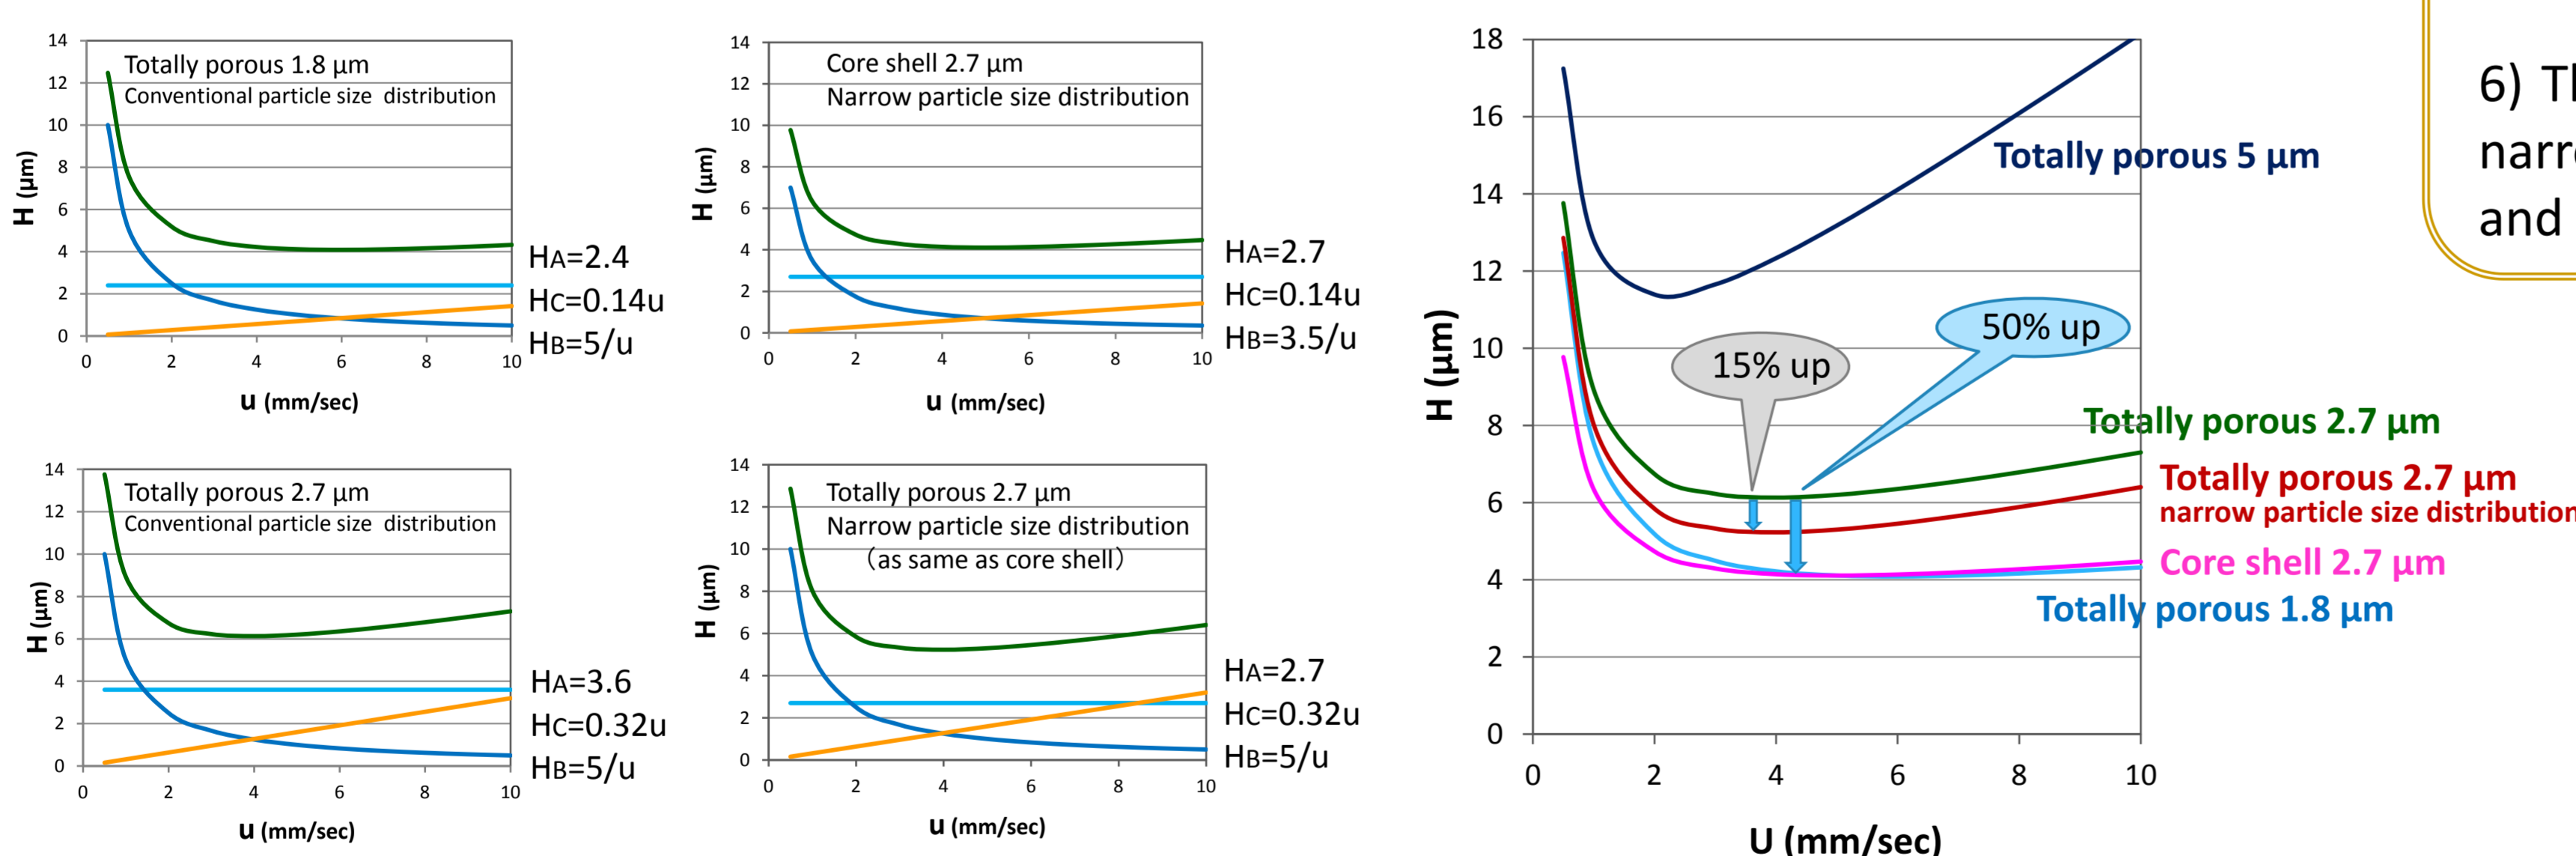 14
12
10
8
6
4
2
0
0 2 4 6 8 10
H (µm)
u (mm/sec)
Totally porous 1.8 µm
Conventional particle size distribution
HA=2.4
HC=0.14u
HB=5/u
14
12
10
8
6
4
2
0
0 2 4 6 8 10
H (µm)
u (mm/sec)
Core shell 2.7 µm
Narrow particle size distribution
HA=2.7
HC=0.14u
HB=3.5/u
14
12
10
8
6
4
2
0
0 2 4 6 8 10
H (µm)
u (mm/sec)
Totally porous 2.7 µm
Conventional particle size distribution
HA=3.6
HC=0.32u
HB=5/u
14
12
10
8
6
4
2
0
0 2 4 6 8 10
H (µm)
u (mm/sec)
Totally porous 2.7 µm
Narrow particle size distribution
（as same as core shell）
HA=2.7
HC=0.32u
HB=5/u
18
16
14
12
10
8
6
4
2
0
0 2 4 6 8 10
H (µm)
U (mm/sec)
Totally porous 5 µm
50% up
15% up
Totally porous 2.7 µm
Totally porous 2.7 µm
narrow particle size distribution
Core shell 2.7 µm
Totally porous 1.8 µm
6)
and